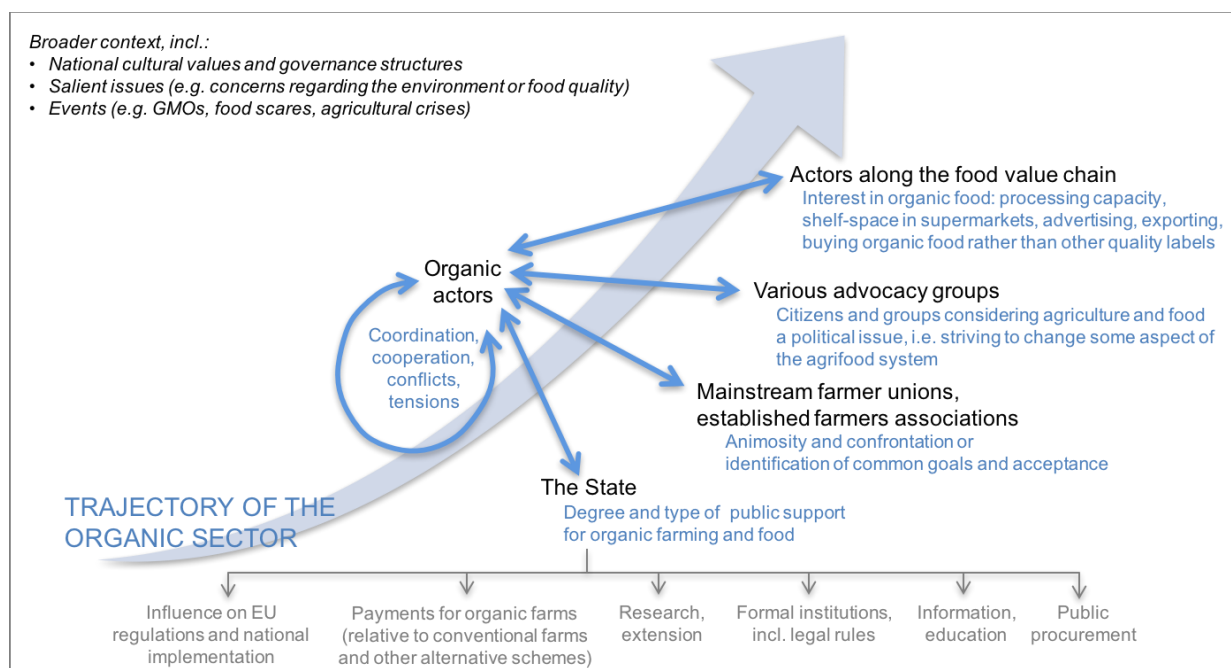 Broader context, incl.:
• National cultural values and governance structures
• Salient issues (e.g. concerns regarding the environment or food quality)
• Events (e.g. GMOs, food scares, agricultural crises)
Actors along the food value chain
Interest in organic food: processing capacity,
shelf-space in supermarkets, advertising, exporting,
buying organic food rather than other quality labels
Organic
actors
Coordination,
cooperation,
conflicts,
tensions
Various advocacy groups
Citizens and groups considering agriculture and food
a political issue, i.e. striving to change some aspect of
the agrifood system
Mainstream farmer unions,
established farmers associations
Animosity and confrontation or
identification of common goals and acceptance
The State
Degree and type of public support
for organic farming and food
TRAJECTORY OF THE
ORGANIC SECTOR
Influence on EU
regulations and national
implementation
Payments for organic farms
(relative to conventional farms
and other alternative schemes)
Research,
extension
Formal institutions,
incl. legal rules
Information,
education
Public
procurement